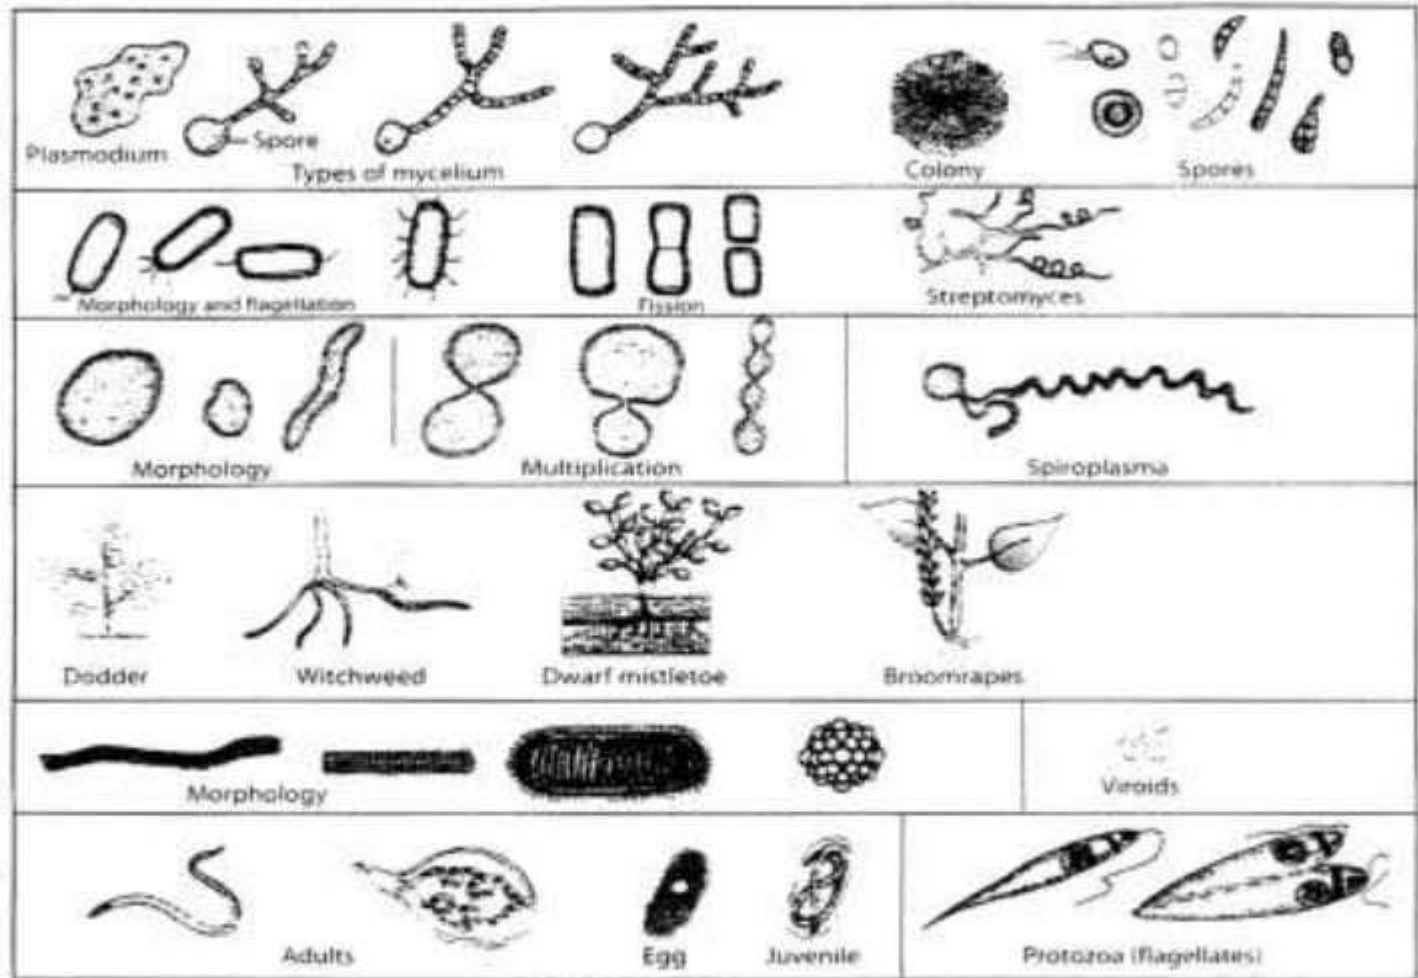 Plasmodium
Spore
Types of mycelium
Colony
Spores
Morphology and flagellation
Fission
Streptomyces
Morphology
Multiplication
Spiroplasma
Dodder
Witchweed
Dwarf mistletoe
Broomrapes
Morphology
Viroids
Adults
Egg
Juvenile
Protozoa (flagellates)